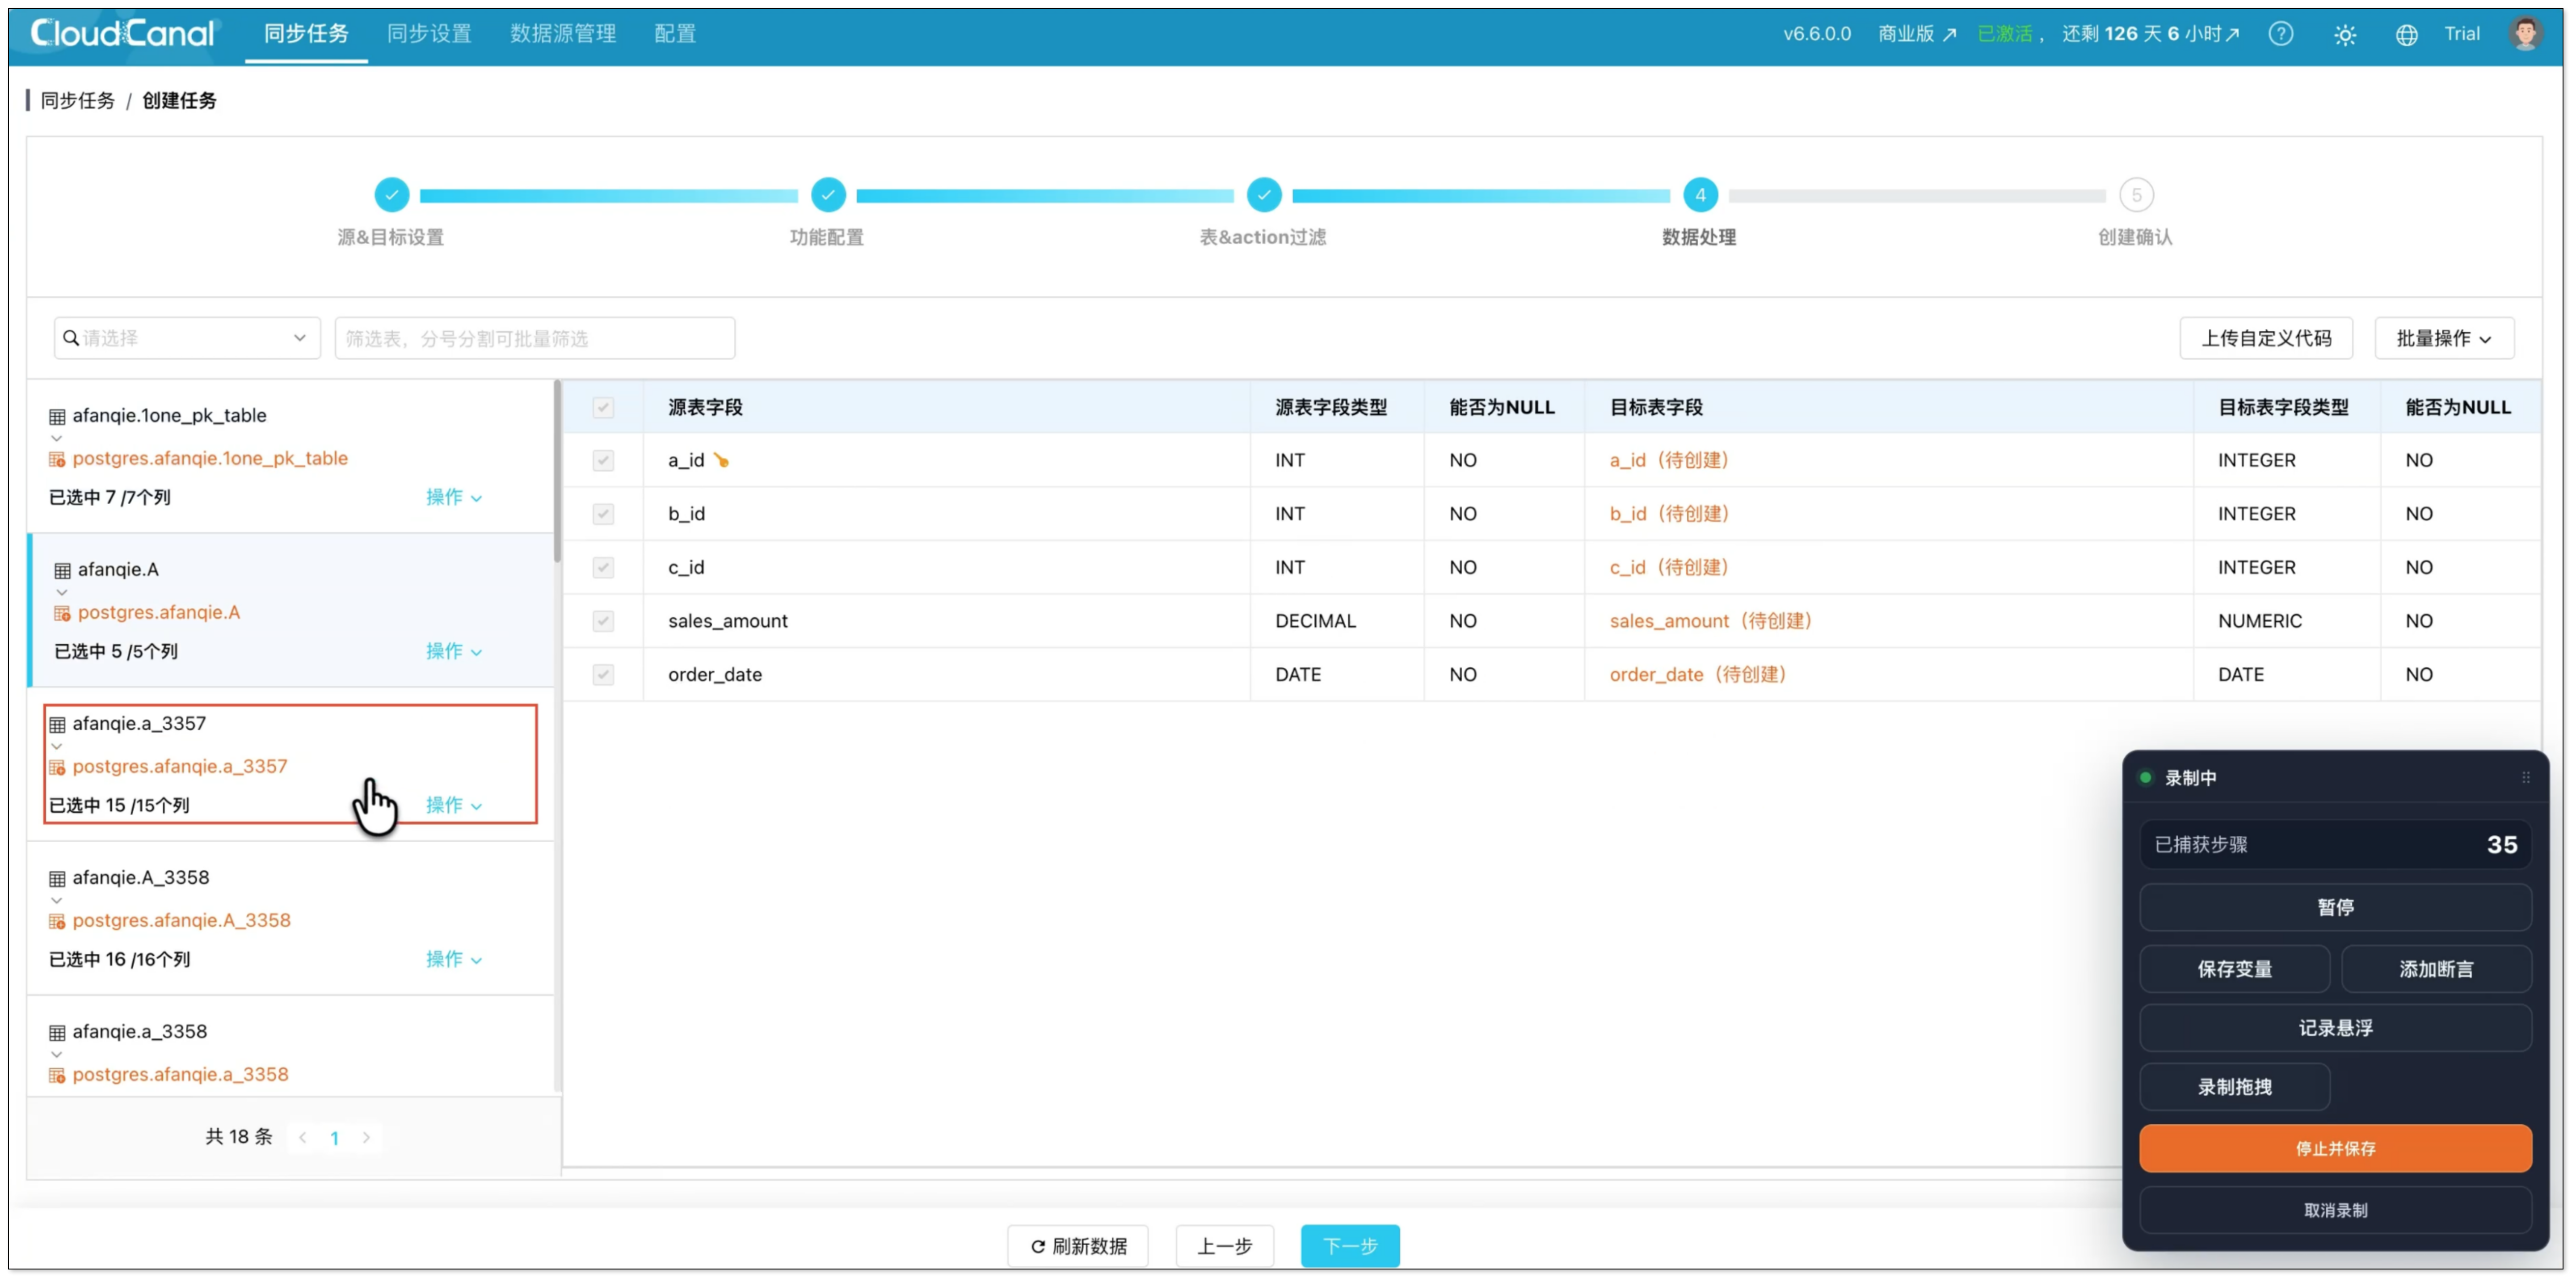 CloudCanal 同步任务 同步设置 数据源管理 配置 v6.6.0.0 商业版 已激活， 还剩 126 天 6 小时 Trial
同步任务 / 创建任务
4 5
源&目标设置 功能配置 表&action过滤 数据处理 创建确认
请选择 筛选表，分号分割可批量筛选 上传自定义代码 批量操作
afanqie.1one_pk_table
postgres.afanqie.1one_pk_table
已选中 7 /7个列 操作
afanqie.A
postgres.afanqie.A
已选中 5 /5个列 操作
afanqie.a_3357
postgres.afanqie.a_3357
已选中 15 /15个列 操作
afanqie.A_3358
postgres.afanqie.A_3358
已选中 16 /16个列 操作
afanqie.a_3358
postgres.afanqie.a_3358
共 18 条 1
源表字段 源表字段类型 能否为NULL 目标表字段 目标表字段类型 能否为NULL
a_id INT NO a_id（待创建） INTEGER NO
b_id INT NO b_id（待创建） INTEGER NO
c_id INT NO c_id（待创建） INTEGER NO
sales_amount DECIMAL NO sales_amount（待创建） NUMERIC NO
order_date DATE NO order_date（待创建） DATE NO
录制中
已捕获步骤 35
暂停
保存变量 添加断言
记录悬浮
录制拖拽
停止并保存
取消录制
刷新数据 上一步 下一步